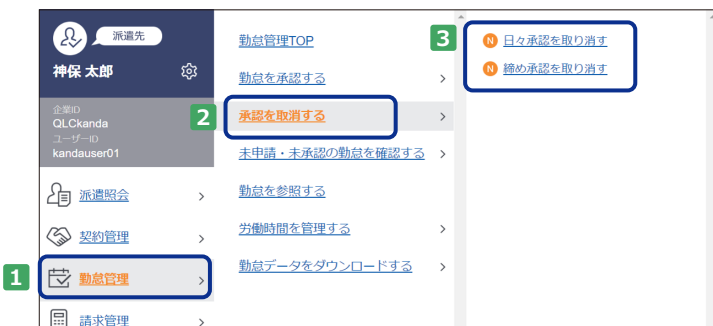 派遣先
神保 太郎
企業ID
QLCkanda
ユーザーID
kandauser01
派遣照会
契約管理
1
勤怠管理
請求管理
勤怠管理TOP
勤怠を承認する
2
承認を取消する
未申請・未承認の勤怠を確認する
勤怠を参照する
労働時間を管理する
勤怠データをダウンロードする
3
N 日々承認を取り消す
N 締め承認を取り消す